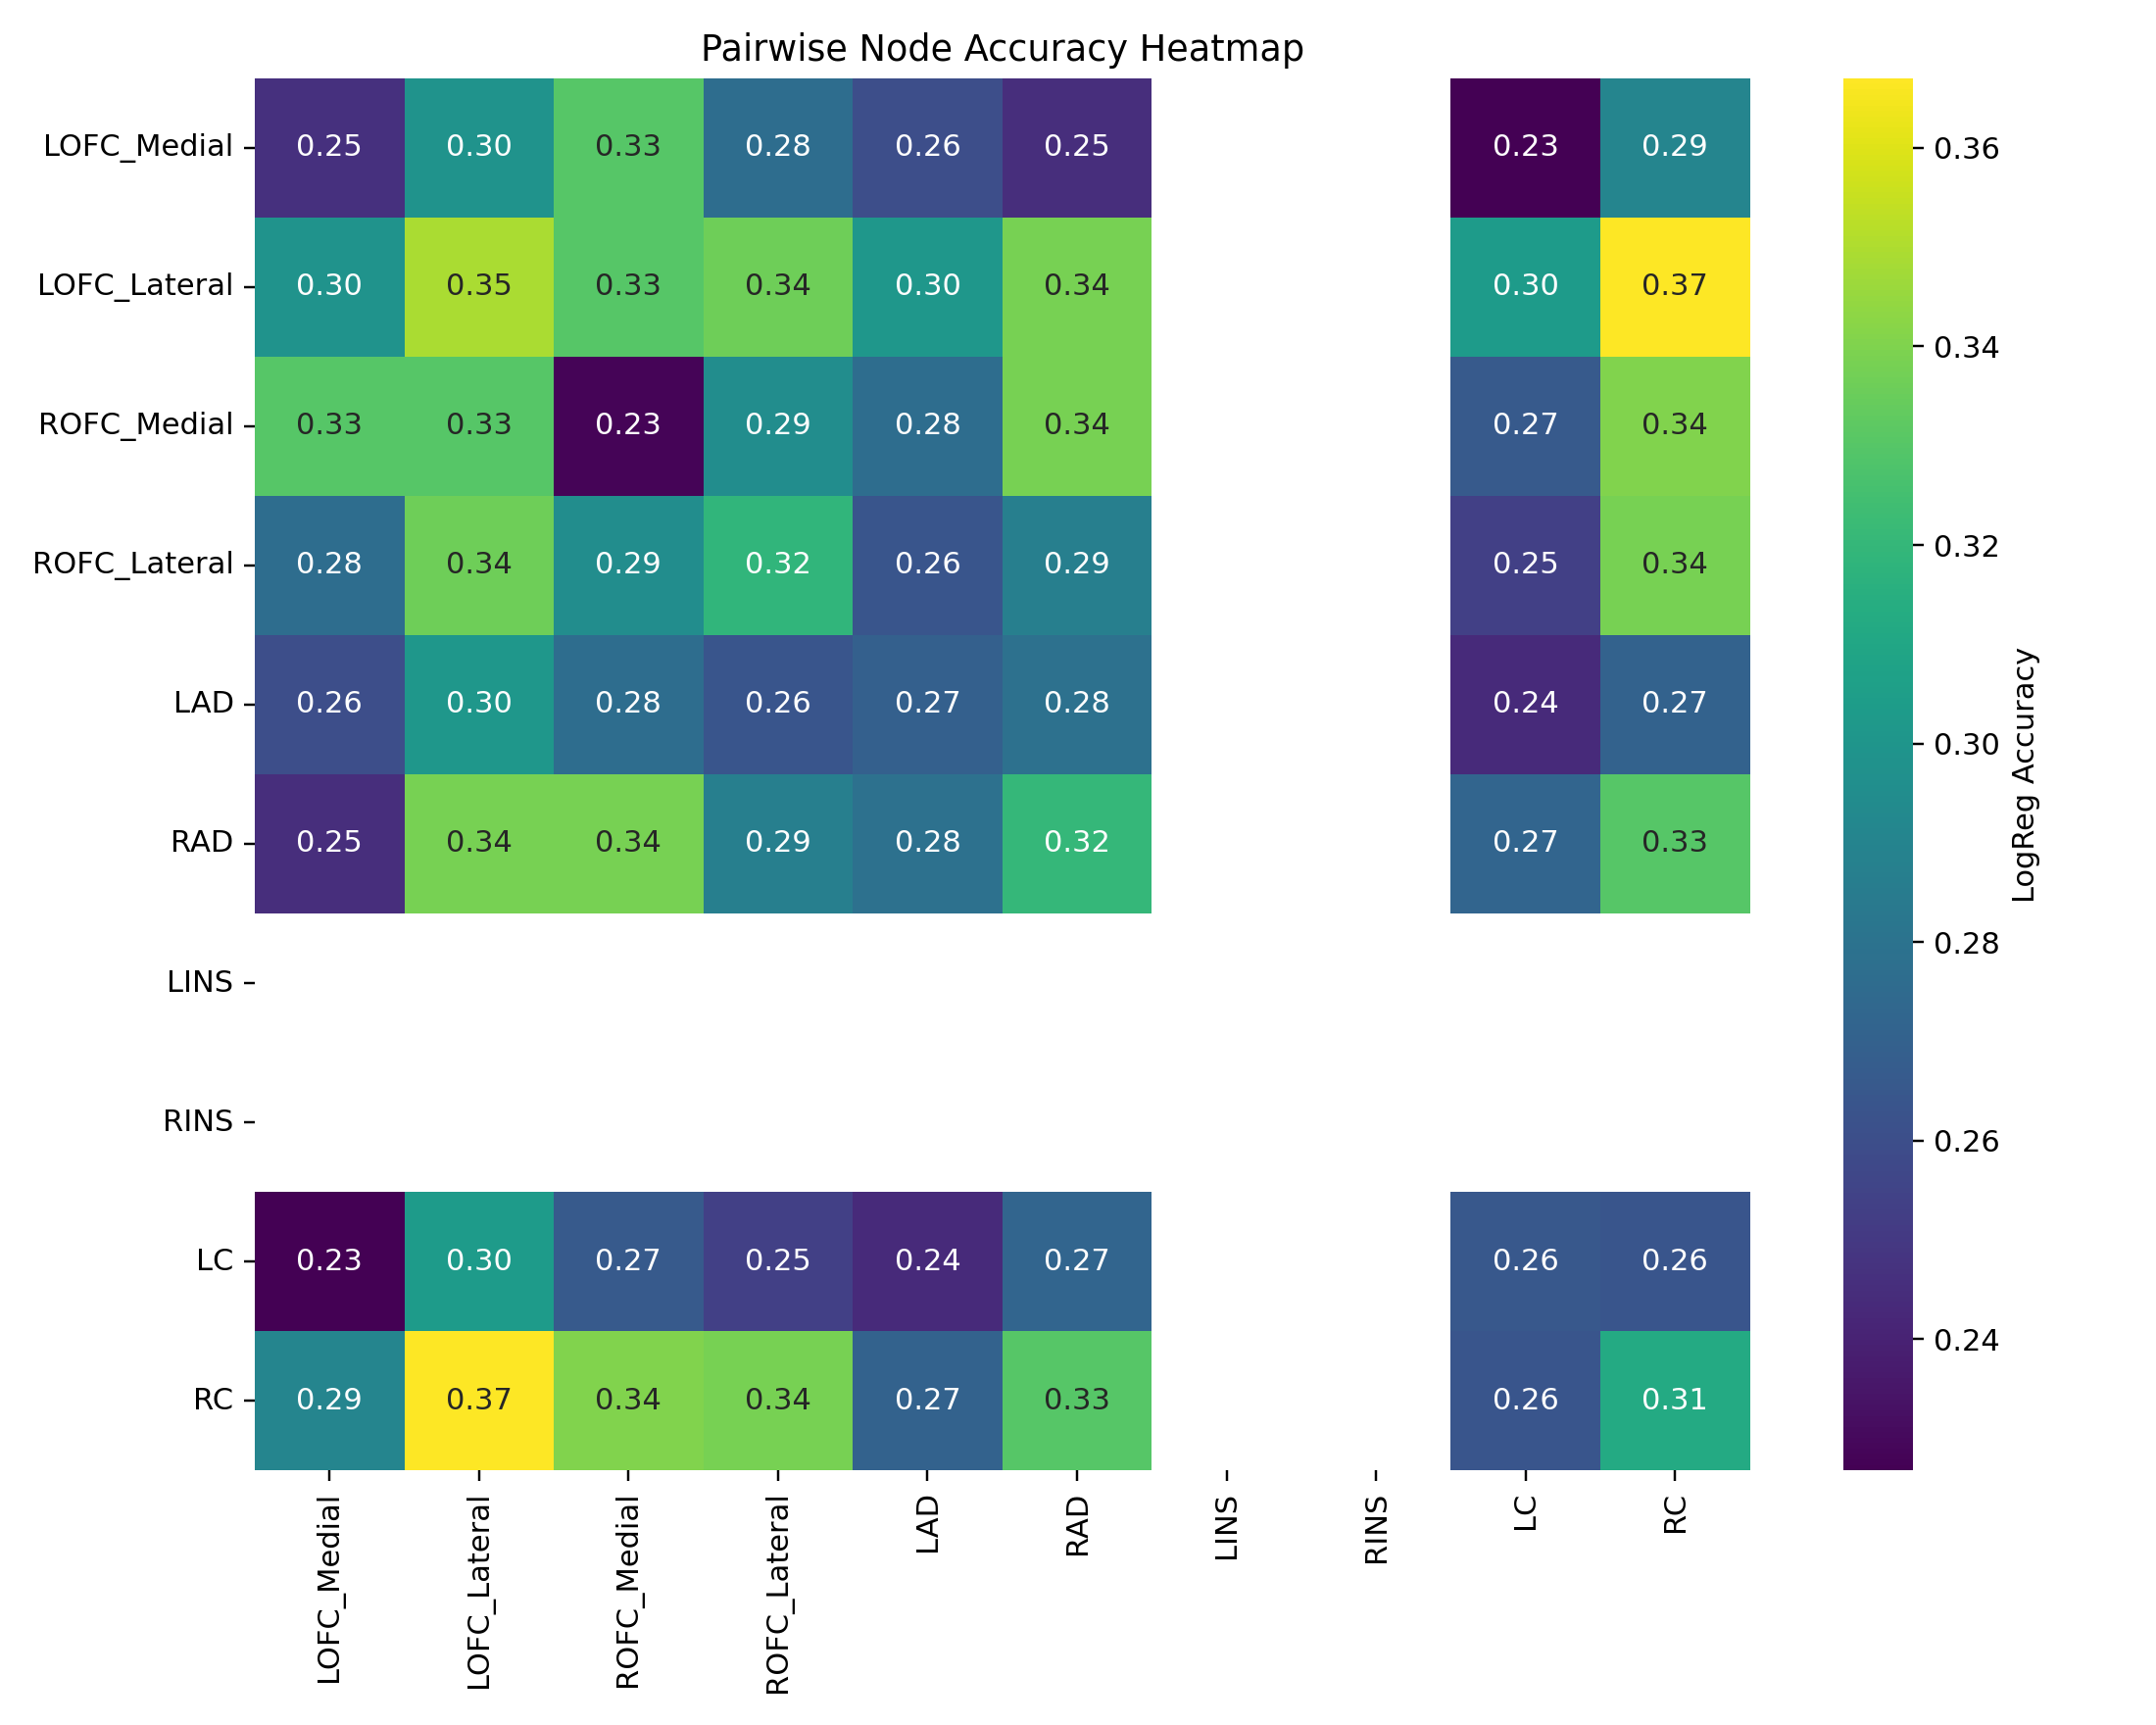 Pairwise Node Accuracy Heatmap
LOFC_Medial 0.25 0.30 0.33 0.28 0.26 0.25 0.23 0.29
LOFC_Lateral 0.30 0.35 0.33 0.34 0.30 0.34 0.30 0.37
ROFC_Medial 0.33 0.33 0.23 0.29 0.28 0.34 0.27 0.34
ROFC_Lateral 0.28 0.34 0.29 0.32 0.26 0.29 0.25 0.34
LAD 0.26 0.30 0.28 0.26 0.27 0.28 0.24 0.27
RAD 0.25 0.34 0.34 0.29 0.28 0.32 0.27 0.33
LINS
RINS
LC 0.23 0.30 0.27 0.25 0.24 0.27 0.26 0.26
RC 0.29 0.37 0.34 0.34 0.27 0.33 0.26 0.31
LOFC_Medial
LOFC_Lateral
ROFC_Medial
ROFC_Lateral
LAD
RAD
LINS
RINS
LC
RC
0.36
0.34
0.32
0.30
0.28
0.26
0.24
LogReg Accuracy